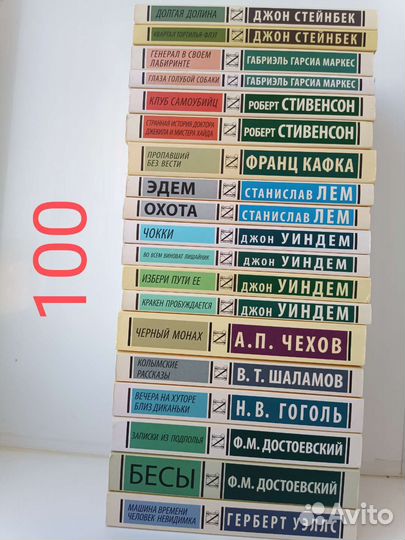 ДОЛГАЯ ДОЛИНА ДЖОН СТЕЙНБЕК
КВАРТАЛ ТОРТИЛЬЯ-ФЛЭТ ДЖОН СТЕЙНБЕК
ГЕНЕРАЛ В СВОЕМ
ЛАБИРИНТЕ
ГАБРИЭЛЬ ГАРСИА МАРКЕС
ГЛАЗА ГОЛУБОЙ СОБАКИ ГАБРИЭЛЬ ГАРСИА МАРКЕС
КЛУБ САМОУБИЙЦ РОБЕРТ СТИВЕНСОН
СТРАННАЯ ИСТОРИЯ ДОКТОРА
ДЖЕКИЛА И МИСТЕРА ХАЙДА
РОБЕРТ СТИВЕНСОН
ПРОПАВШИЙ
БЕЗ ВЕСТИ
ФРАНЦ КАФКА
ЭДЕМ СТАНИСЛАВ ЛЕМ
ОХОТА СТАНИСЛАВ ЛЕМ
ЧОККИ ДЖОН УИНДЕМ
ВО ВСЕМ ВИНОВАТ ЛИШАЙНИК ДЖОН УИНДЕМ
ИЗБЕРИ ПУТИ ЕЕ ДЖОН УИНДЕМ
КРАКЕН ПРОБУЖДАЕТСЯ ДЖОН УИНДЕМ
ЧЕРНЫЙ МОНАХ А.П. ЧЕХОВ
КОЛЫМСКИЕ
РАССКАЗЫ
В. Т. ШАЛАМОВ
ВЕЧЕРА НА ХУТОРЕ
БЛИЗ ДИКАНЬКИ
Н. В. ГОГОЛЬ
ЗАПИСКИ ИЗ ПОДПОЛЬЯ Ф.М. ДОСТОЕВСКИЙ
БЕСЫ Ф.М. ДОСТОЕВСКИЙ
МАШИНА ВРЕМЕНИ
ЧЕЛОВЕК-НЕВИДИМКА
ГЕРБЕРТ УЭЛЛС
100
Avito